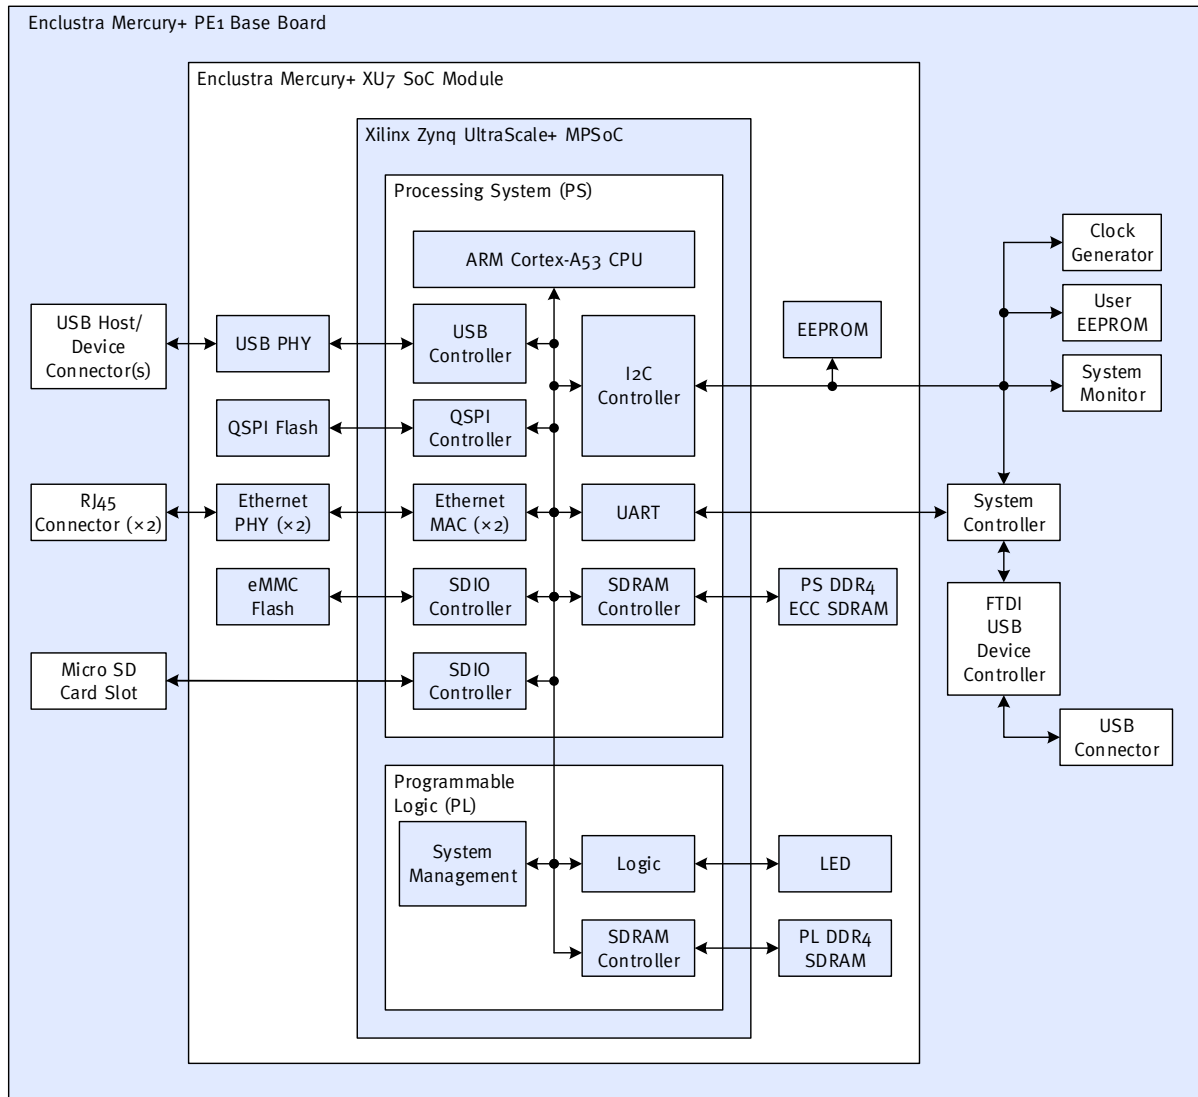 Enclustra Mercury+ PE1 Base Board
Enclustra Mercury+ XU7 SoC Module
Xilinx Zynq UltraScale+ MPSoC
Processing System (PS)
ARM Cortex-A53 CPU
USB Host/
Device
Connector(s)
USB PHY
USB
Controller
I2C
Controller
EEPROM
Clock
Generator
User
EEPROM
System
Monitor
QSPI Flash
QSPI
Controller
RJ45
Connector (×2)
Ethernet
PHY (×2)
Ethernet
MAC (×2)
UART
System
Controller
eMMC
Flash
SDIO
Controller
SDRAM
Controller
PS DDR4
ECC SDRAM
FTDI
USB
Device
Controller
Micro SD
Card Slot
SDIO
Controller
USB
Connector
Programmable
Logic (PL)
System
Management
Logic
LED
SDRAM
Controller
PL DDR4
SDRAM